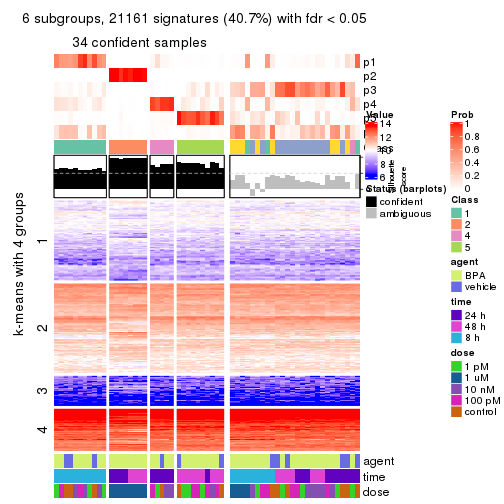 6 subgroups, 21161 signatures (40.7%) with fdr < 0.05
34 confident samples
p1
p2
p3
p4
k-means with 4 groups
1
2
3
4
Value
14
12
8
6
Status (barplots)
confident
ambiguous
Silhouette
score
Prob
1
0.8
0.6
0.4
0.2
0
Class
1
2
4
5
agent
BPA
vehicle
time
24 h
48 h
8 h
dose
1 pM
1 uM
10 nM
100 pM
control
agent
time
dose